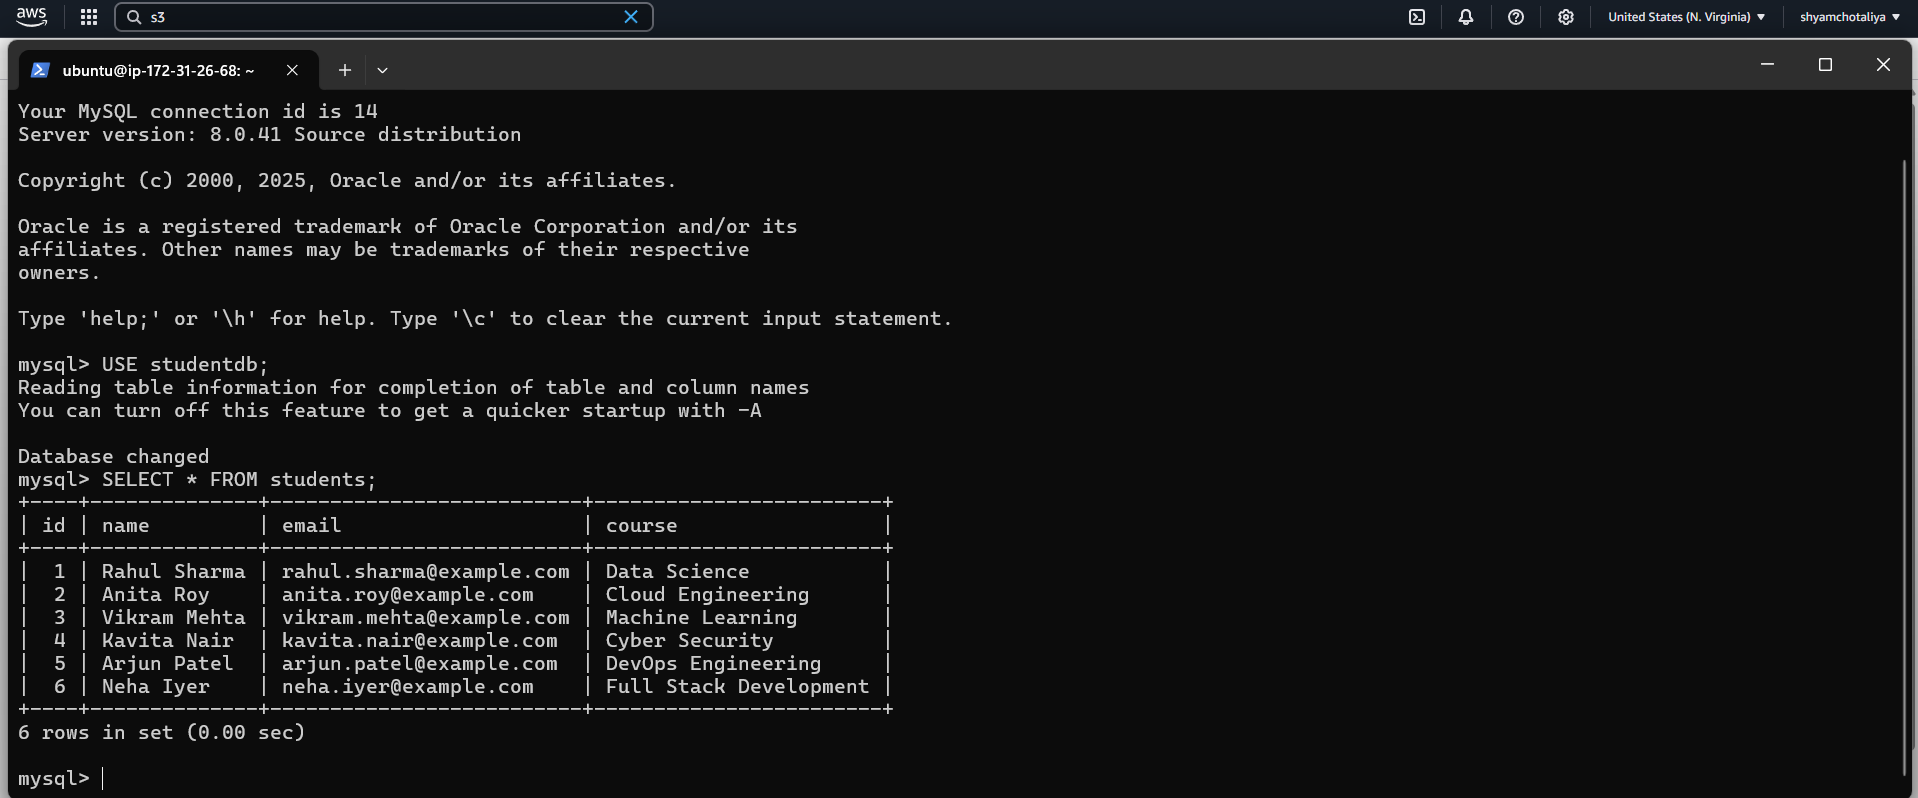 aws
s3
United States (N. Virginia)
shyamchotaliya
ubuntu@ip-172-31-26-68: ~
Your MySQL connection id is 14
Server version: 8.0.41 Source distribution
Copyright (c) 2000, 2025, Oracle and/or its affiliates.
Oracle is a registered trademark of Oracle Corporation and/or its
affiliates. Other names may be trademarks of their respective
owners.
Type 'help;' or '\h' for help. Type '\c' to clear the current input statement.
mysql> USE studentdb;
Reading table information for completion of table and column names
You can turn off this feature to get a quicker startup with -A
Database changed
mysql> SELECT * FROM students;
+----+--------------+--------------------------+------------------------+
| id | name         | email                    | course                 |
+----+--------------+--------------------------+------------------------+
|  1 | Rahul Sharma | rahul.sharma@example.com | Data Science           |
|  2 | Anita Roy    | anita.roy@example.com    | Cloud Engineering      |
|  3 | Vikram Mehta | vikram.mehta@example.com | Machine Learning       |
|  4 | Kavita Nair  | kavita.nair@example.com  | Cyber Security         |
|  5 | Arjun Patel  | arjun.patel@example.com  | DevOps Engineering     |
|  6 | Neha Iyer    | neha.iyer@example.com    | Full Stack Development |
+----+--------------+--------------------------+------------------------+
6 rows in set (0.00 sec)
mysql>